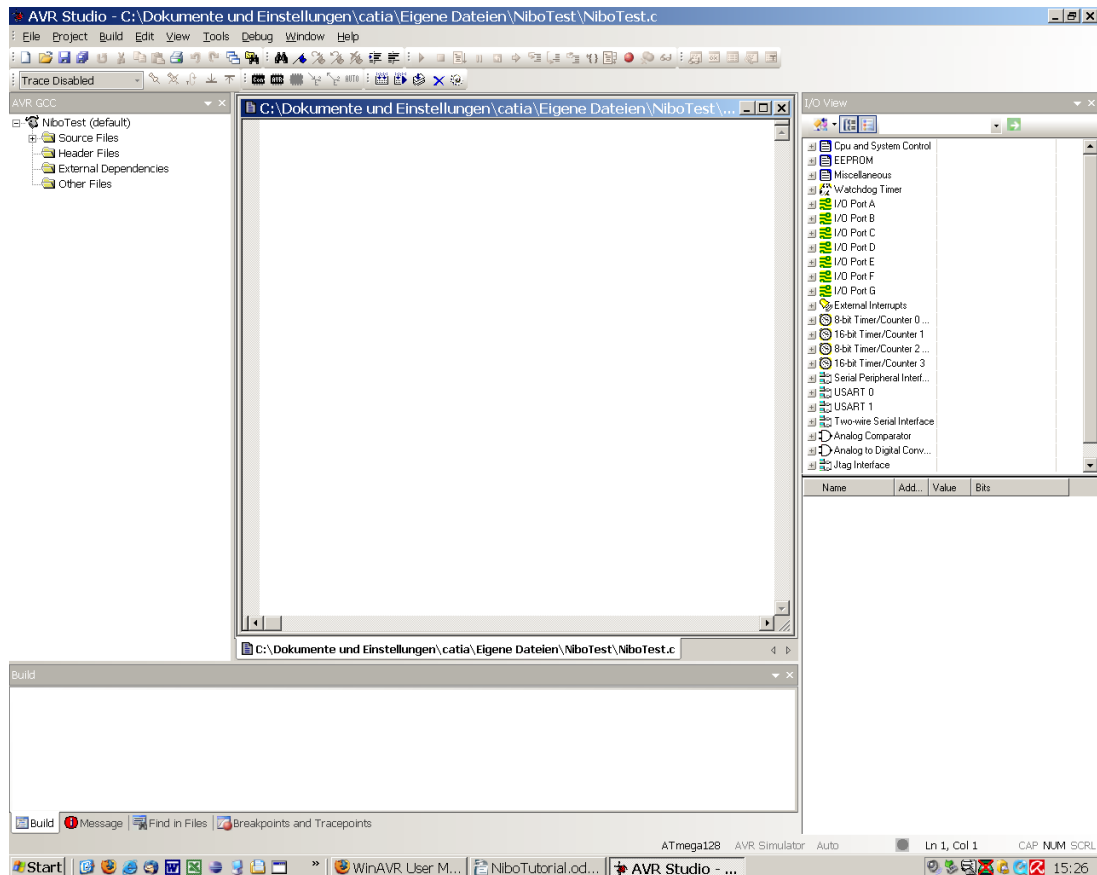 AVR Studio - C:\Dokumente und Einstellungen\catia\Eigene Dateien\NiboTest\NiboTest.c
File Project Build Edit View Tools Debug Window Help
Trace Disabled
AVR GCC
NiboTest (default)
Source Files
Header Files
External Dependencies
Other Files
C:\Dokumente und Einstellungen\catia\Eigene Dateien\NiboTest\...
C:\Dokumente und Einstellungen\catia\Eigene Dateien\NiboTest\NiboTest.c
I/O View
Cpu and System Control
EEPROM
Miscellaneous
Watchdog Timer
I/O Port A
I/O Port B
I/O Port C
I/O Port D
I/O Port E
I/O Port F
I/O Port G
External Interrupts
8-bit Timer/Counter 0 ...
16-bit Timer/Counter 1
8-bit Timer/Counter 2 ...
16-bit Timer/Counter 3
Serial Peripheral Interf...
USART 0
USART 1
Two-wire Serial Interface
Analog Comparator
Analog to Digital Conv...
Jtag Interface
Name Add... Value Bits
Build
Build Message Find in Files Breakpoints and Tracepoints
ATmega128 AVR Simulator Auto Ln 1, Col 1 CAP NUM SCRL
Start » WinAVR User M... NiboTutorial.od... AVR Studio - ... 15:26